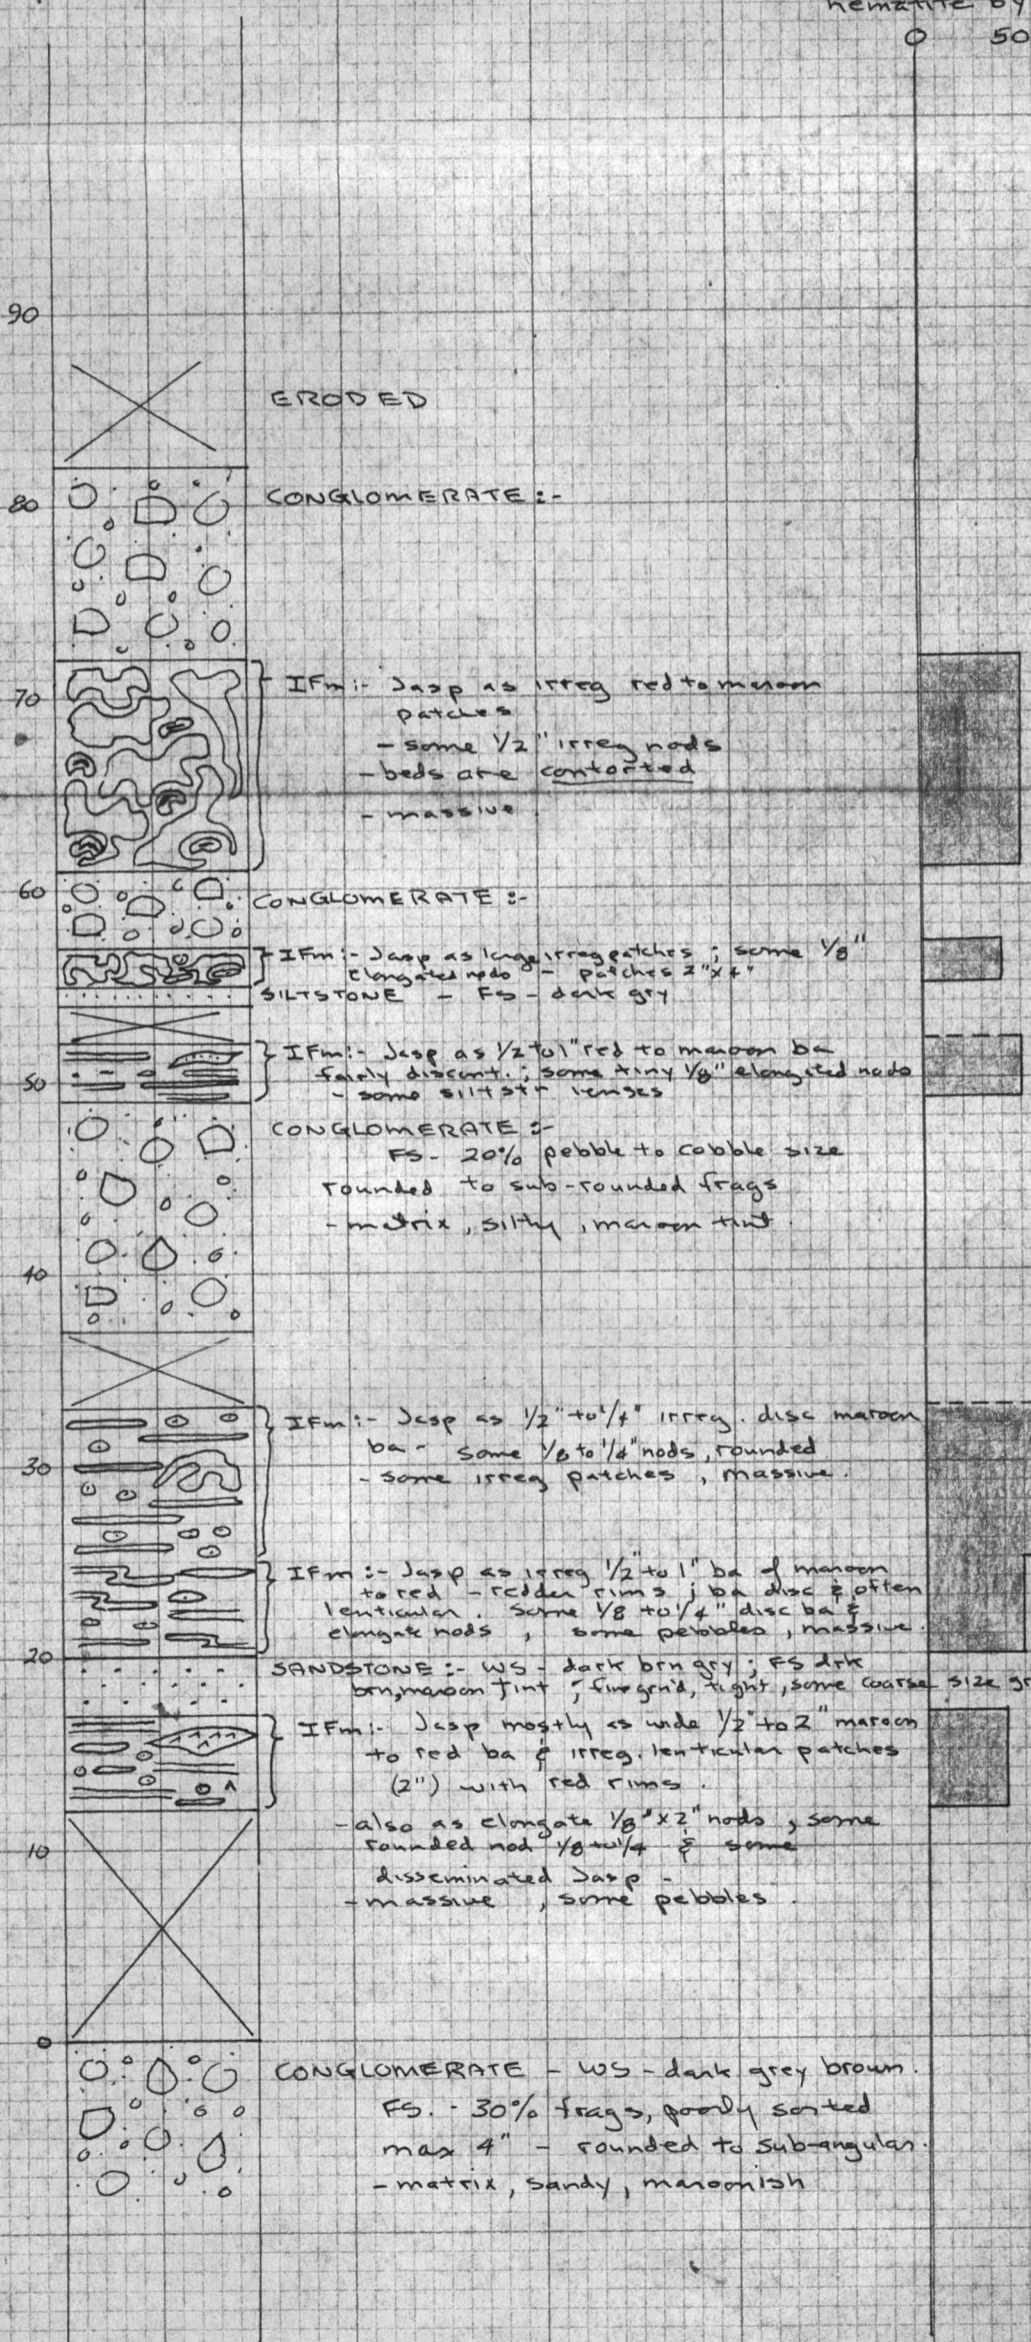 hematite by
0 50
90
ERODED
80
CONGLOMERATE :-
70
IFm :- Jasp as irreg red to maroon
patches
- some 1/2" irreg nods
- beds are contorted
- massive
60
CONGLOMERATE :-
IFm :- Jasp as large irreg patches ; some 1/8"
elongated nods - patches 2"x4"
SILTSTONE - FS - dark gry
IFm :- Jasp as 1/2 to 1" red to maroon ba
50
fairly discont. ; some tiny 1/8" elongated nods
- some siltstn lenses
CONGLOMERATE :-
FS - 20% pebble to cobble size
rounded to sub-rounded frags
- matrix, silty, maroon tint.
40
IFm :- Jasp as 1/2" to 1/4" irreg. disc maroon
ba - some 1/8 to 1/4" nods, rounded
30
- some irreg patches, massive.
IFm :- Jasp as irreg 1/2" to 1" ba of maroon
to red - redder rims ; ba disc & often
lenticular. Some 1/8 to 1/4" disc ba &
elongate nods, some pebbles, massive.
20
SANDSTONE :- WS - dark brn gry ; FS drk
brn, maroon tint ; fine grn'd, tight, some coarse size gr
IFm :- Jasp mostly as wide 1/2" to 2" maroon
to red ba & irreg. lenticular patches
(2") with red rims.
- also as elongate 1/8" x 2" nods, some
10
rounded nod 1/8 to 1/4 & some
disseminated Jasp -
- massive, some pebbles.
0
CONGLOMERATE - WS - dark grey brown.
FS. - 30% frags, poorly sorted
max 4" - rounded to sub-angular.
- matrix, sandy, maroonish